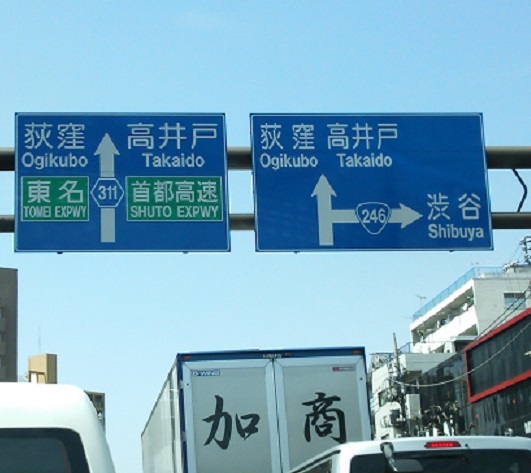 荻窪 高井戸
Ogikubo Takaido
東名 311 首都高速
TOMEI EXPWY SHUTO EXPWY
荻窪 高井戸
Ogikubo Takaido
246 渋谷
Shibuya
D-WING
加 商